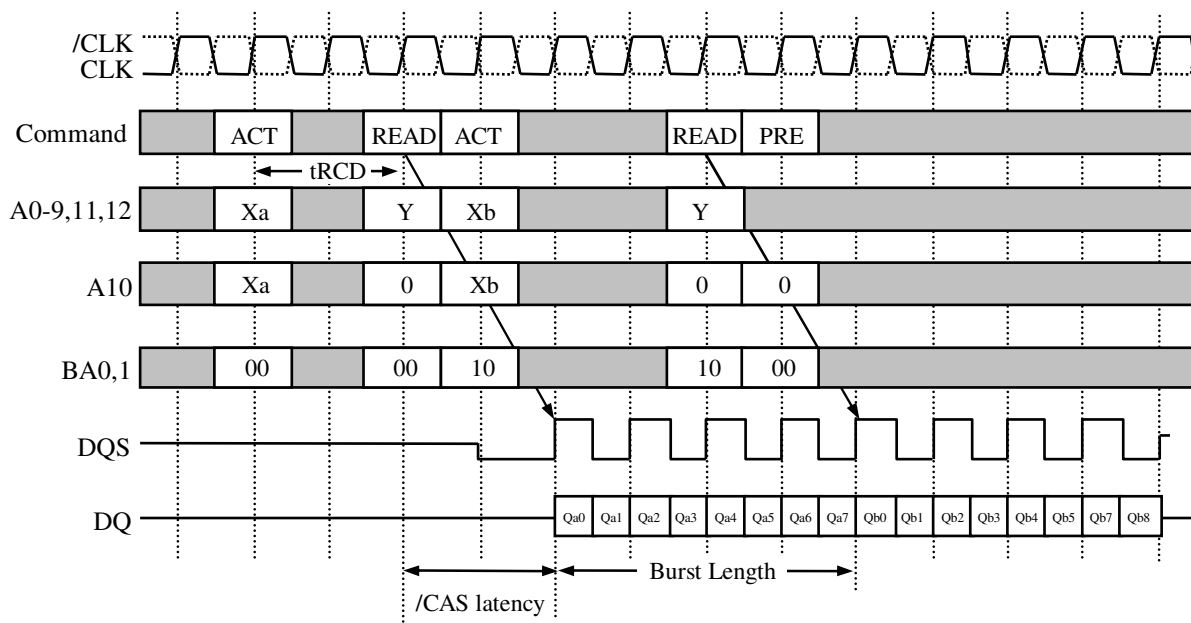 /CLK
CLK
Command ACT READ ACT READ PRE
tRCD
A0-9,11,12 Xa Y Xb Y
A10 Xa 0 Xb 0 0
BA0,1 00 00 10 10 00
DQS
DQ Qa0 Qa1 Qa2 Qa3 Qa4 Qa5 Qa6 Qa7 Qb0 Qb1 Qb2 Qb3 Qb4 Qb5 Qb7 Qb8
Burst Length
/CAS latency